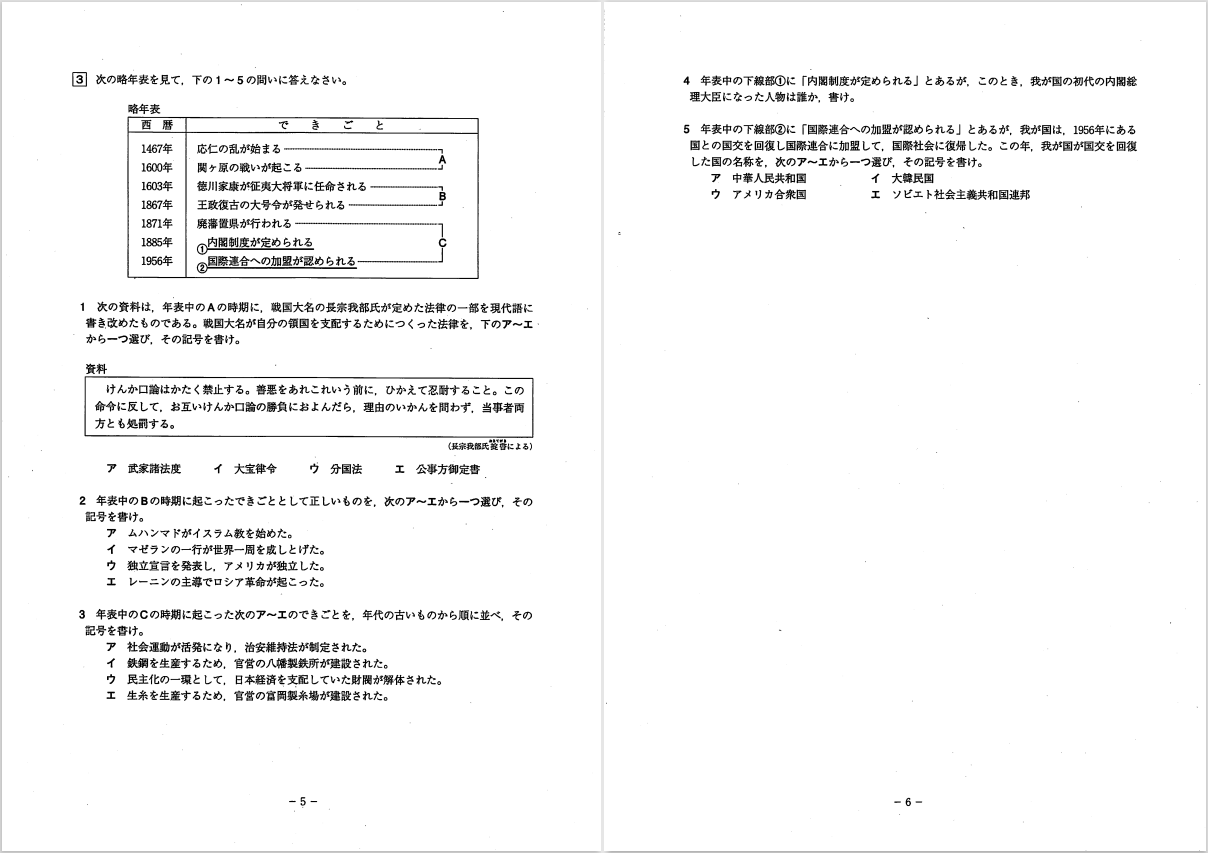 3 次の略年表を見て，下の1～5の問いに答えなさい。
略年表
西暦 できごと
1467年 応仁の乱が始まる
1600年 関ヶ原の戦いが起こる
A
1603年 徳川家康が征夷大将軍に任命される
1867年 王政復古の大号令が発せられる
B
1871年 廃藩置県が行われる
1885年 ①内閣制度が定められる
C
1956年 ②国際連合への加盟が認められる
1 次の資料は，年表中のAの時期に，戦国大名の長宗我部氏が定めた法律の一部を現代語に
書き改めたものである。戦国大名が自分の領国を支配するためにつくった法律を，下のア～エ
から一つ選び，その記号を書け。
資料
けんか口論はかたく禁止する。善悪をあれこれいう前に，ひかえて忍耐すること。この
命令に反して，お互いけんか口論の勝負におよんだら，理由のいかんを問わず，当事者両
方とも処罰する。
（長宗我部氏掟書による）
ア 武家諸法度 イ 大宝律令 ウ 分国法 エ 公事方御定書
2 年表中のBの時期に起こったできごととして正しいものを，次のア～エから一つ選び，その
記号を書け。
ア ムハンマドがイスラム教を始めた。
イ マゼランの一行が世界一周を成しとげた。
ウ 独立宣言を発表し，アメリカが独立した。
エ レーニンの主導でロシア革命が起こった。
3 年表中のCの時期に起こった次のア～エのできごとを，年代の古いものから順に並べ，その
記号を書け。
ア 社会運動が活発になり，治安維持法が制定された。
イ 鉄鋼を生産するため，官営の八幡製鉄所が建設された。
ウ 民主化の一環として，日本経済を支配していた財閥が解体された。
エ 生糸を生産するため，官営の富岡製糸場が建設された。
－5－
4 年表中の下線部①に「内閣制度が定められる」とあるが，このとき，我が国の初代の内閣総
理大臣になった人物は誰か，書け。
5 年表中の下線部②に「国際連合への加盟が認められる」とあるが，我が国は，1956年にある
国との国交を回復し国際連合に加盟して，国際社会に復帰した。この年，我が国が国交を回復
した国の名称を，次のア～エから一つ選び，その記号を書け。
ア 中華人民共和国 イ 大韓民国
ウ アメリカ合衆国 エ ソビエト社会主義共和国連邦
－6－